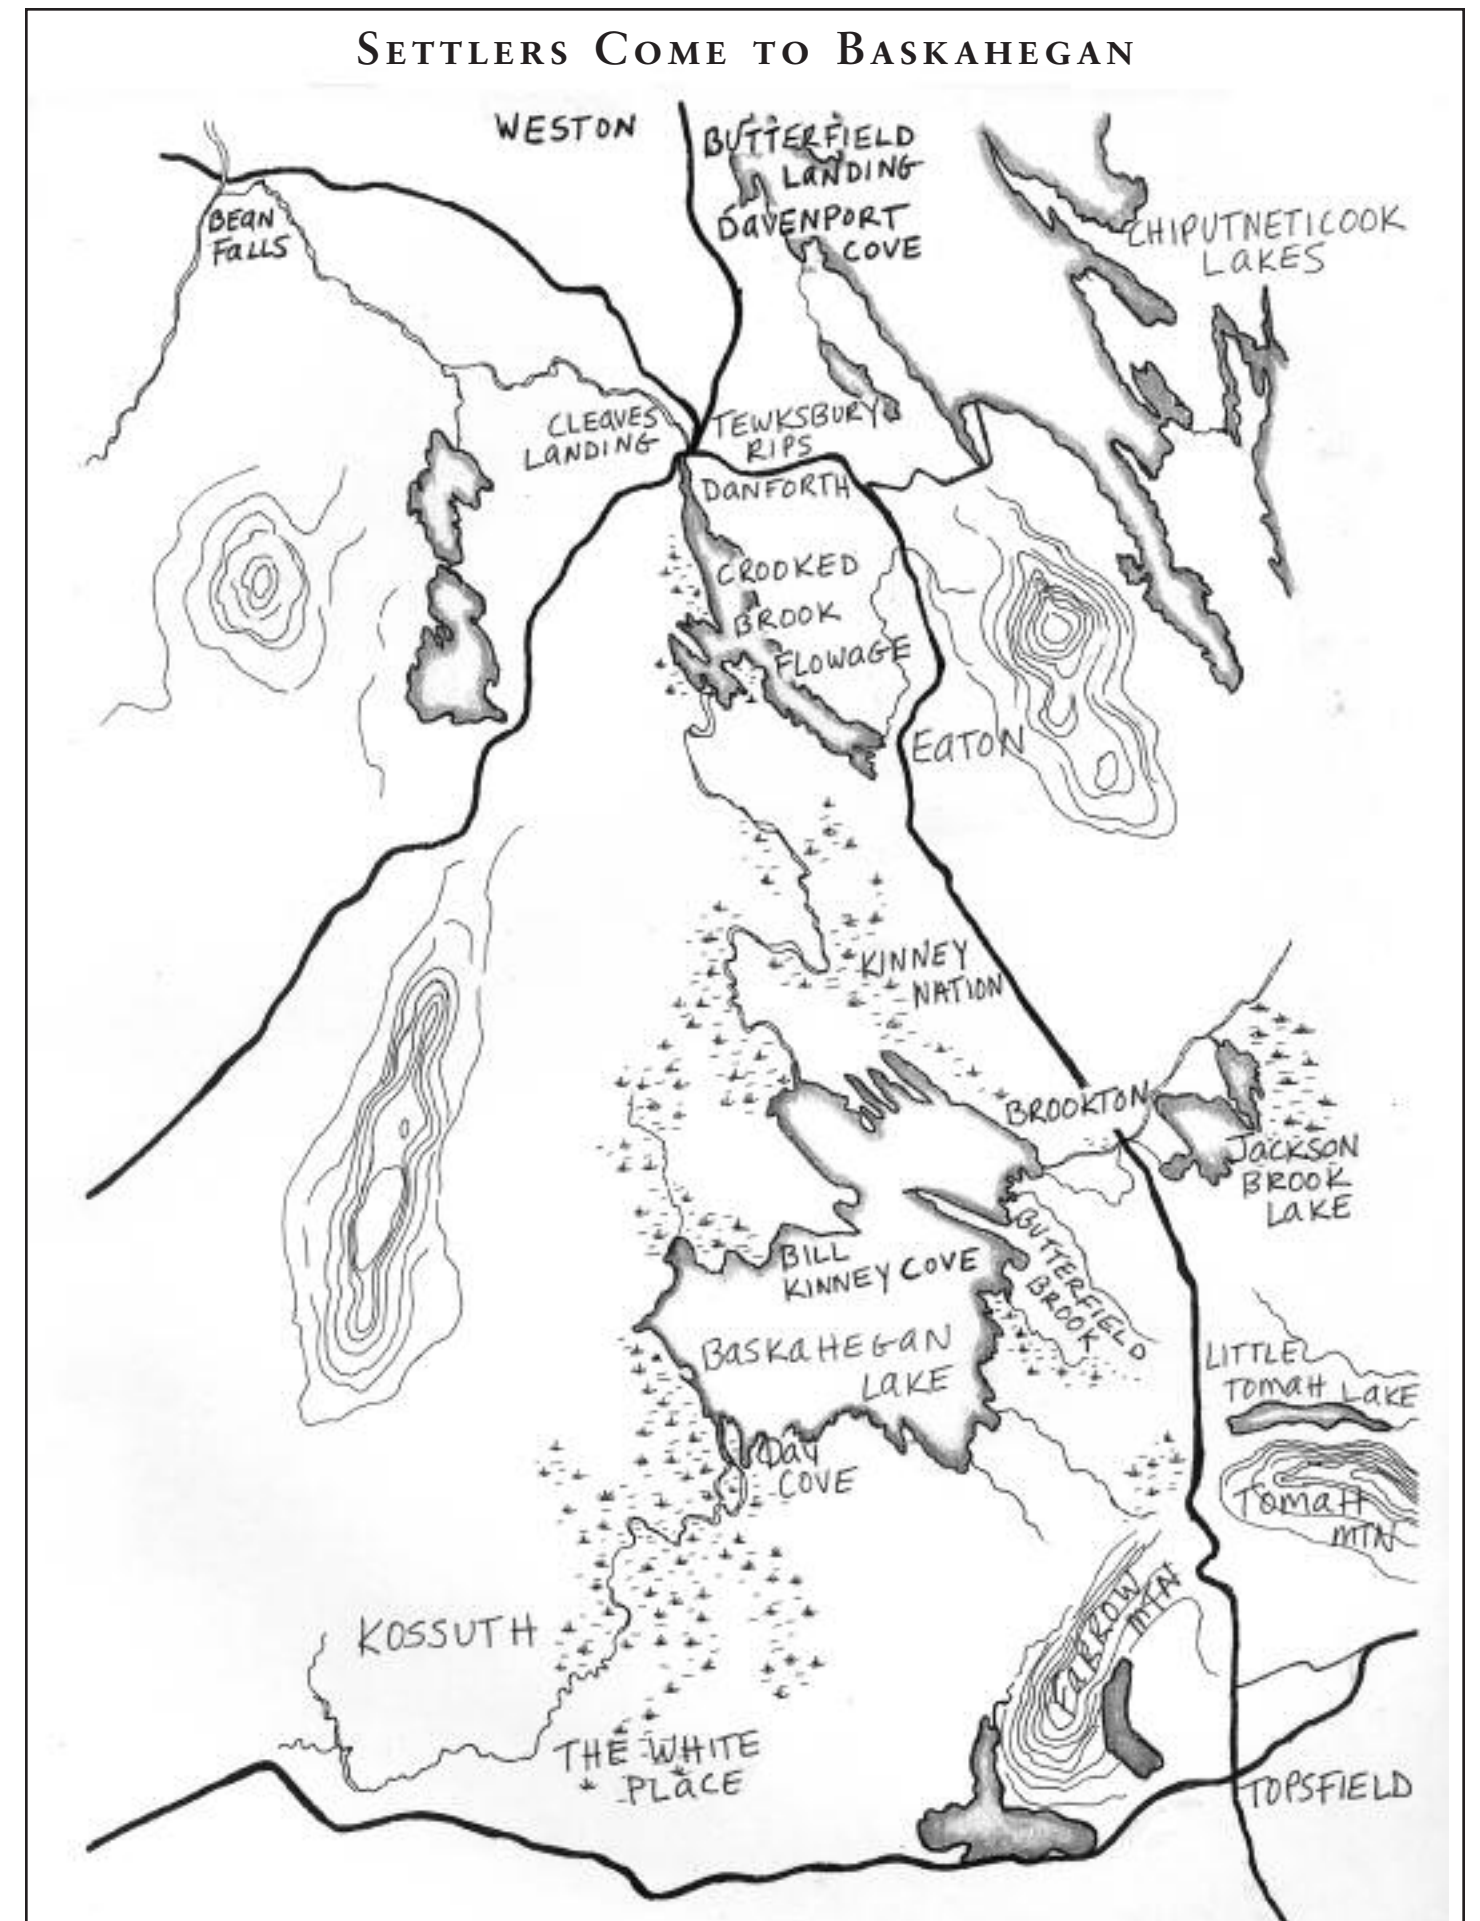 SETTLERS COME TO BASKAHEGAN
WESTON
BUTTERFIELD
LANDING
DAVENPORT
COVE
CHIPUTNETICOOK
LAKES
BEAN
FALLS
CLEAVES
LANDING
TEWKSBURY
RIPS
DANFORTH
CROOKED
BROOK
FLOWAGE
EATON
KINNEY
NATION
BROOKTON
JACKSON
BROOK
LAKE
BUTTERFIELD
BROOK
BILL
KINNEY COVE
BASKAHEGAN
LAKE
LITTLE
TOMAH LAKE
DAY
COVE
TOMAH
MTN
FARROW
MTN
KOSSUTH
THE WHITE
PLACE
TOPSFIELD